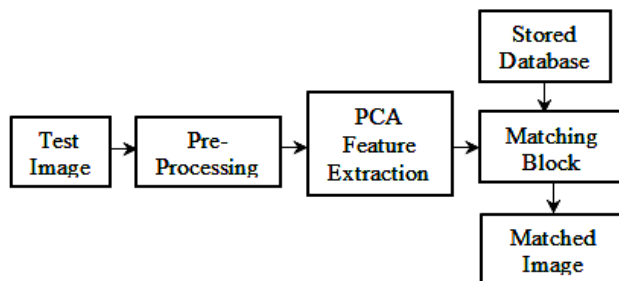 Stored
Database
Test
Image
Pre-
Processing
PCA
Feature
Extraction
Matching
Block
Matched
Image